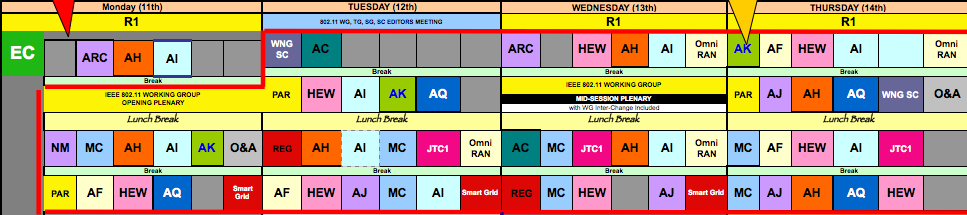 Monday (11th) TUESDAY (12th) WEDNESDAY (13th) THURSDAY (14th)
R1 802.11 WG, TG, SG, SC EDITORS MEETING R1 R1
EC ARC AH AI WNG SC AC ARC HEW AH AI Omni RAN AK AF HEW AI Omni RAN
Break Break Break Break
IEEE 802.11 WORKING GROUP OPENING PLENARY PAR HEW AI AK AQ IEEE 802.11 WORKING GROUP MID-SESSION PLENARY with WG Inter-Change Included PAR AJ AH AQ WNG SC O&A
Lunch Break Lunch Break Lunch Break Lunch Break
NM MC AH AI AK O&A REG AH AI MC JTC1 Omni RAN AC MC JTC1 AH AI Omni RAN MC AF HEW AI JTC1
Break Break Break Break
PAR AF HEW AQ Smart Grid AF HEW AJ MC AI Smart Grid REG MC HEW AJ Smart Grid MC AH AQ HEW AI